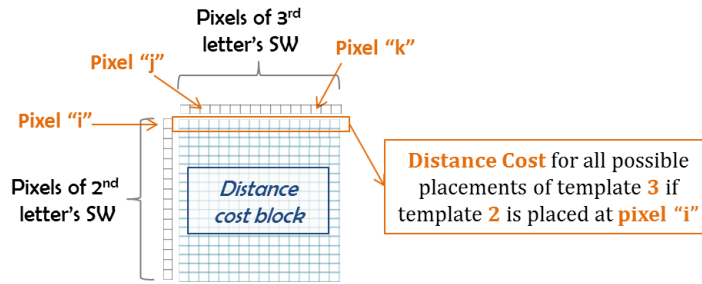 Pixels of 3rd
letter's SW
Pixel "j"
Pixel "k"
Pixel "i"
Pixels of 2nd
letter's SW
Distance
cost block
Distance Cost for all possible
placements of template 3 if
template 2 is placed at pixel "i"